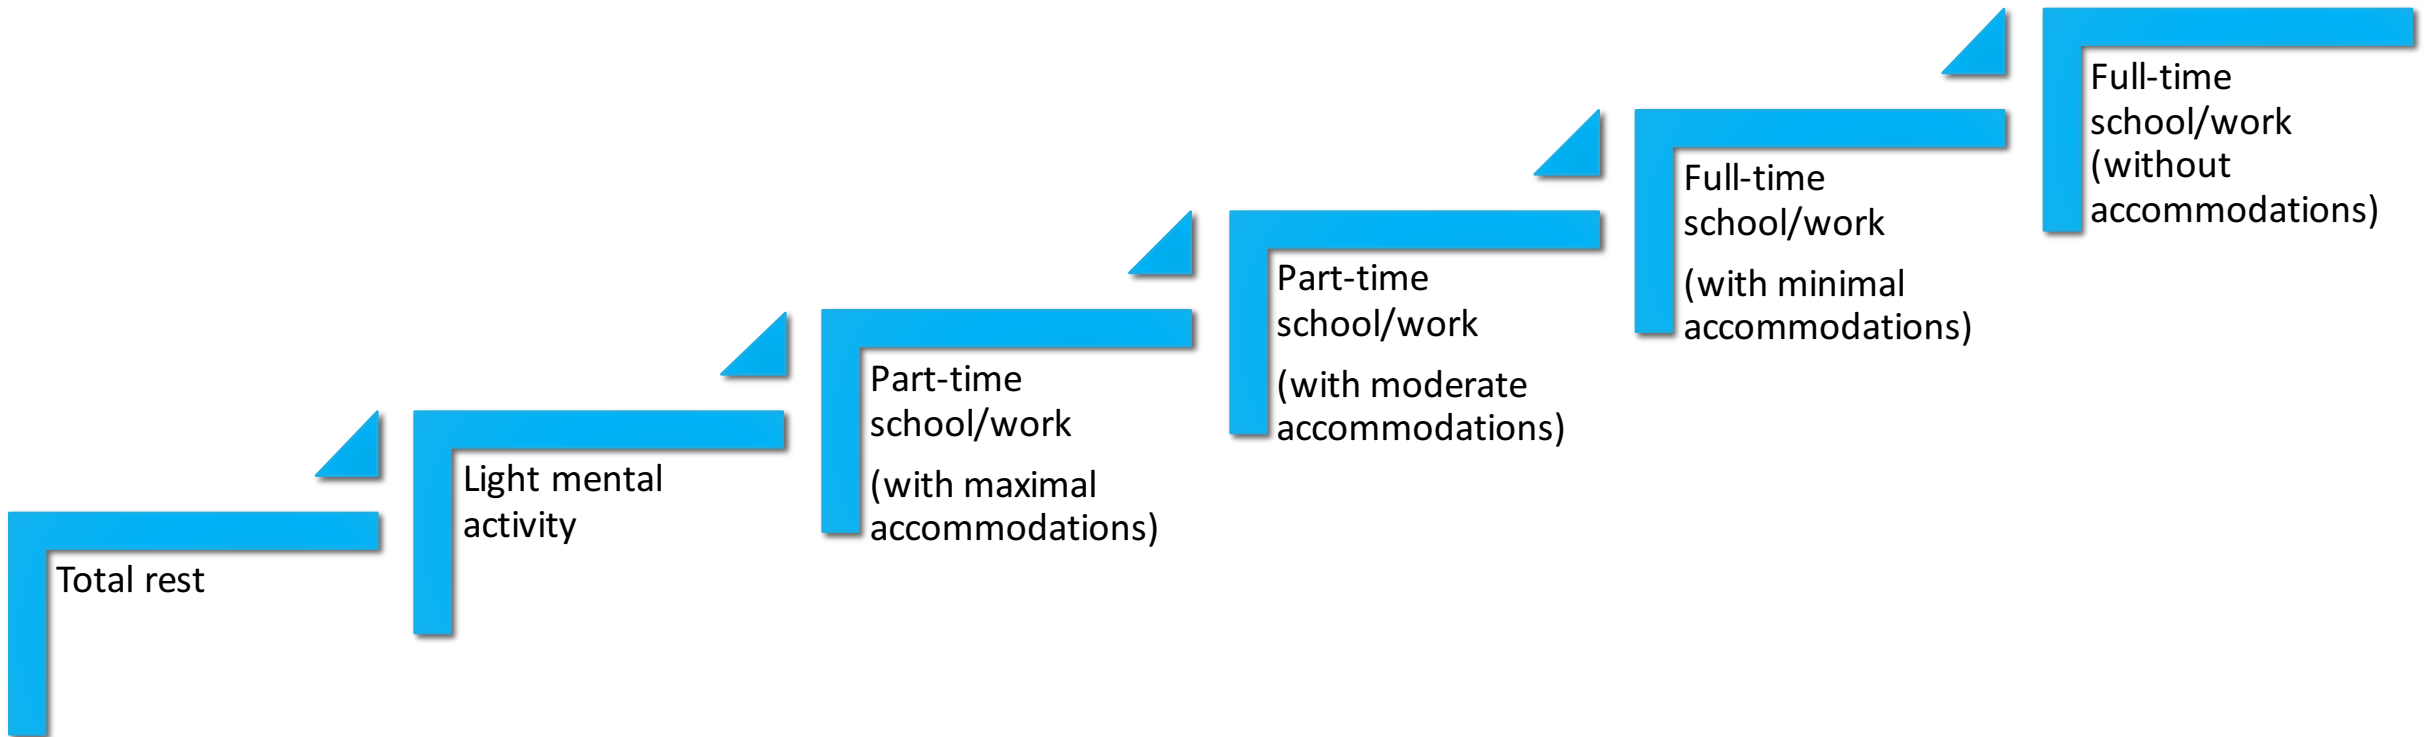 Total rest
Light mental
activity
Part-time
school/work
(with maximal
accommodations)
Part-time
school/work
(with moderate
accommodations)
Full-time
school/work
(with minimal
accommodations)
Full-time
school/work
(without
accommodations)